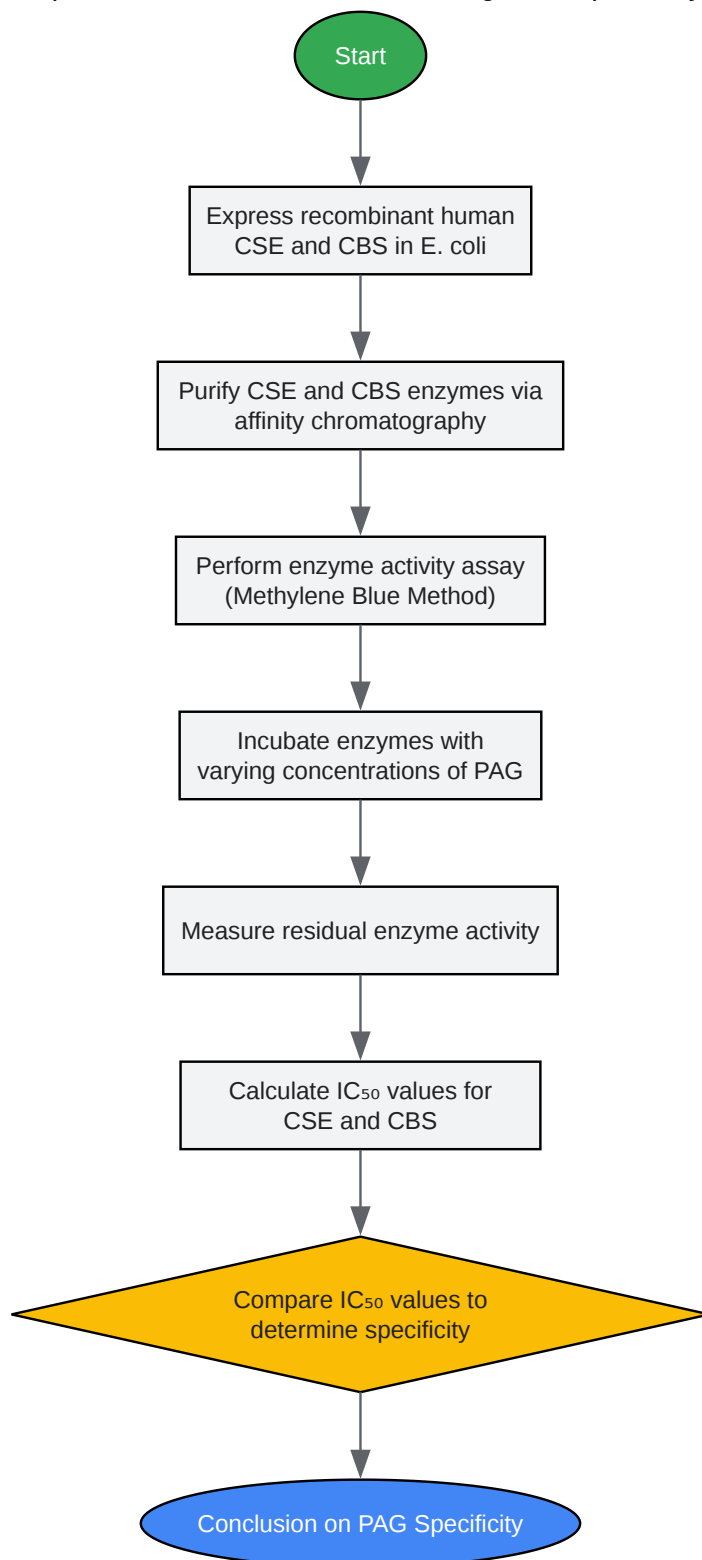 Start
Express recombinant human
CSE and CBS in E. coli
Purify CSE and CBS enzymes via
affinity chromatography
Perform enzyme activity assay
(Methylene Blue Method)
Incubate enzymes with
varying concentrations of PAG
Measure residual enzyme activity
Calculate IC₅₀ values for
CSE and CBS
Compare IC₅₀ values to
determine specificity
Conclusion on PAG Specificity